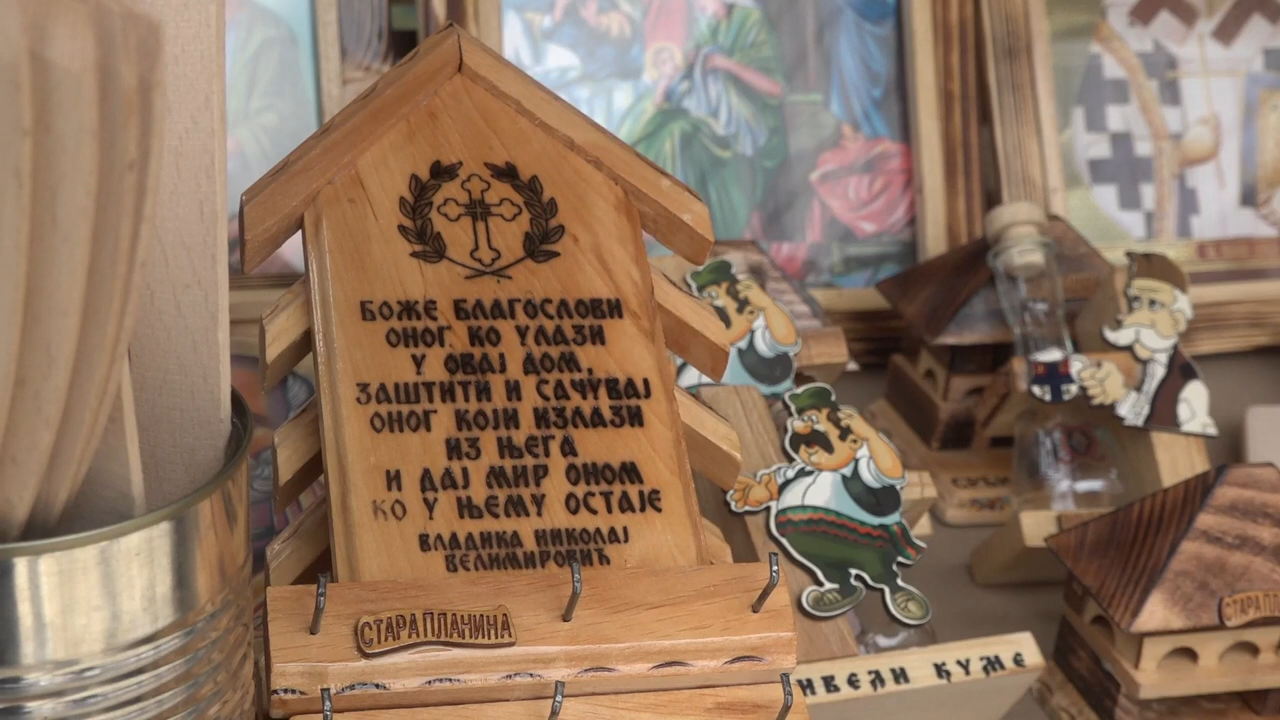 БОЖЕ БЛАГОСЛОВИ
ОНОГ КО УЛАЗИ
У ОВАЈ ДОМ,
ЗАШТИТИ И САЧУВАЈ
ОНОГ КОЈИ ИЗЛАЗИ
ИЗ ЊЕГА
И ДАЈ МИР ОНОМ
КО У ЊЕМУ ОСТАЈЕ
ВЛАДИКА НИКОЛАЈ
ВЕЛИМИРОВИЋ
СТАРА ПЛАНИНА
ИВЕЛИ КУМЕ
СТАРА